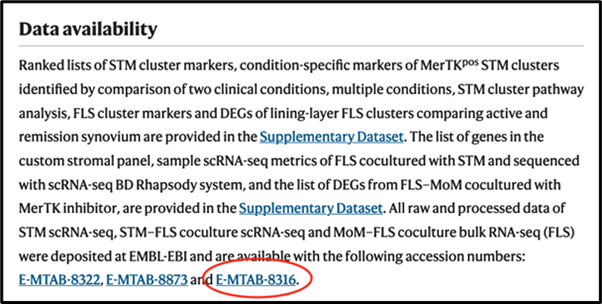 Data availability
Ranked lists of STM cluster markers, condition-specific markers of MerTKpos STM clusters
identified by comparison of two clinical conditions, multiple conditions, STM cluster pathway
analysis, FLS cluster markers and DEGs of lining-layer FLS clusters comparing active and
remission synovium are provided in the Supplementary Dataset. The list of genes in the
custom stromal panel, sample scRNA-seq metrics of FLS cocultured with STM and sequenced
with scRNA-seq BD Rhapsody system, and the list of DEGs from FLS–MoM cocultured with
MerTK inhibitor, are provided in the Supplementary Dataset. All raw and processed data of
STM scRNA-seq, STM–FLS coculture scRNA-seq and MoM–FLS coculture bulk RNA-seq (FLS)
were deposited at EMBL-EBI and are available with the following accession numbers:
E-MTAB-8322, E-MTAB-8873 and E-MTAB-8316.